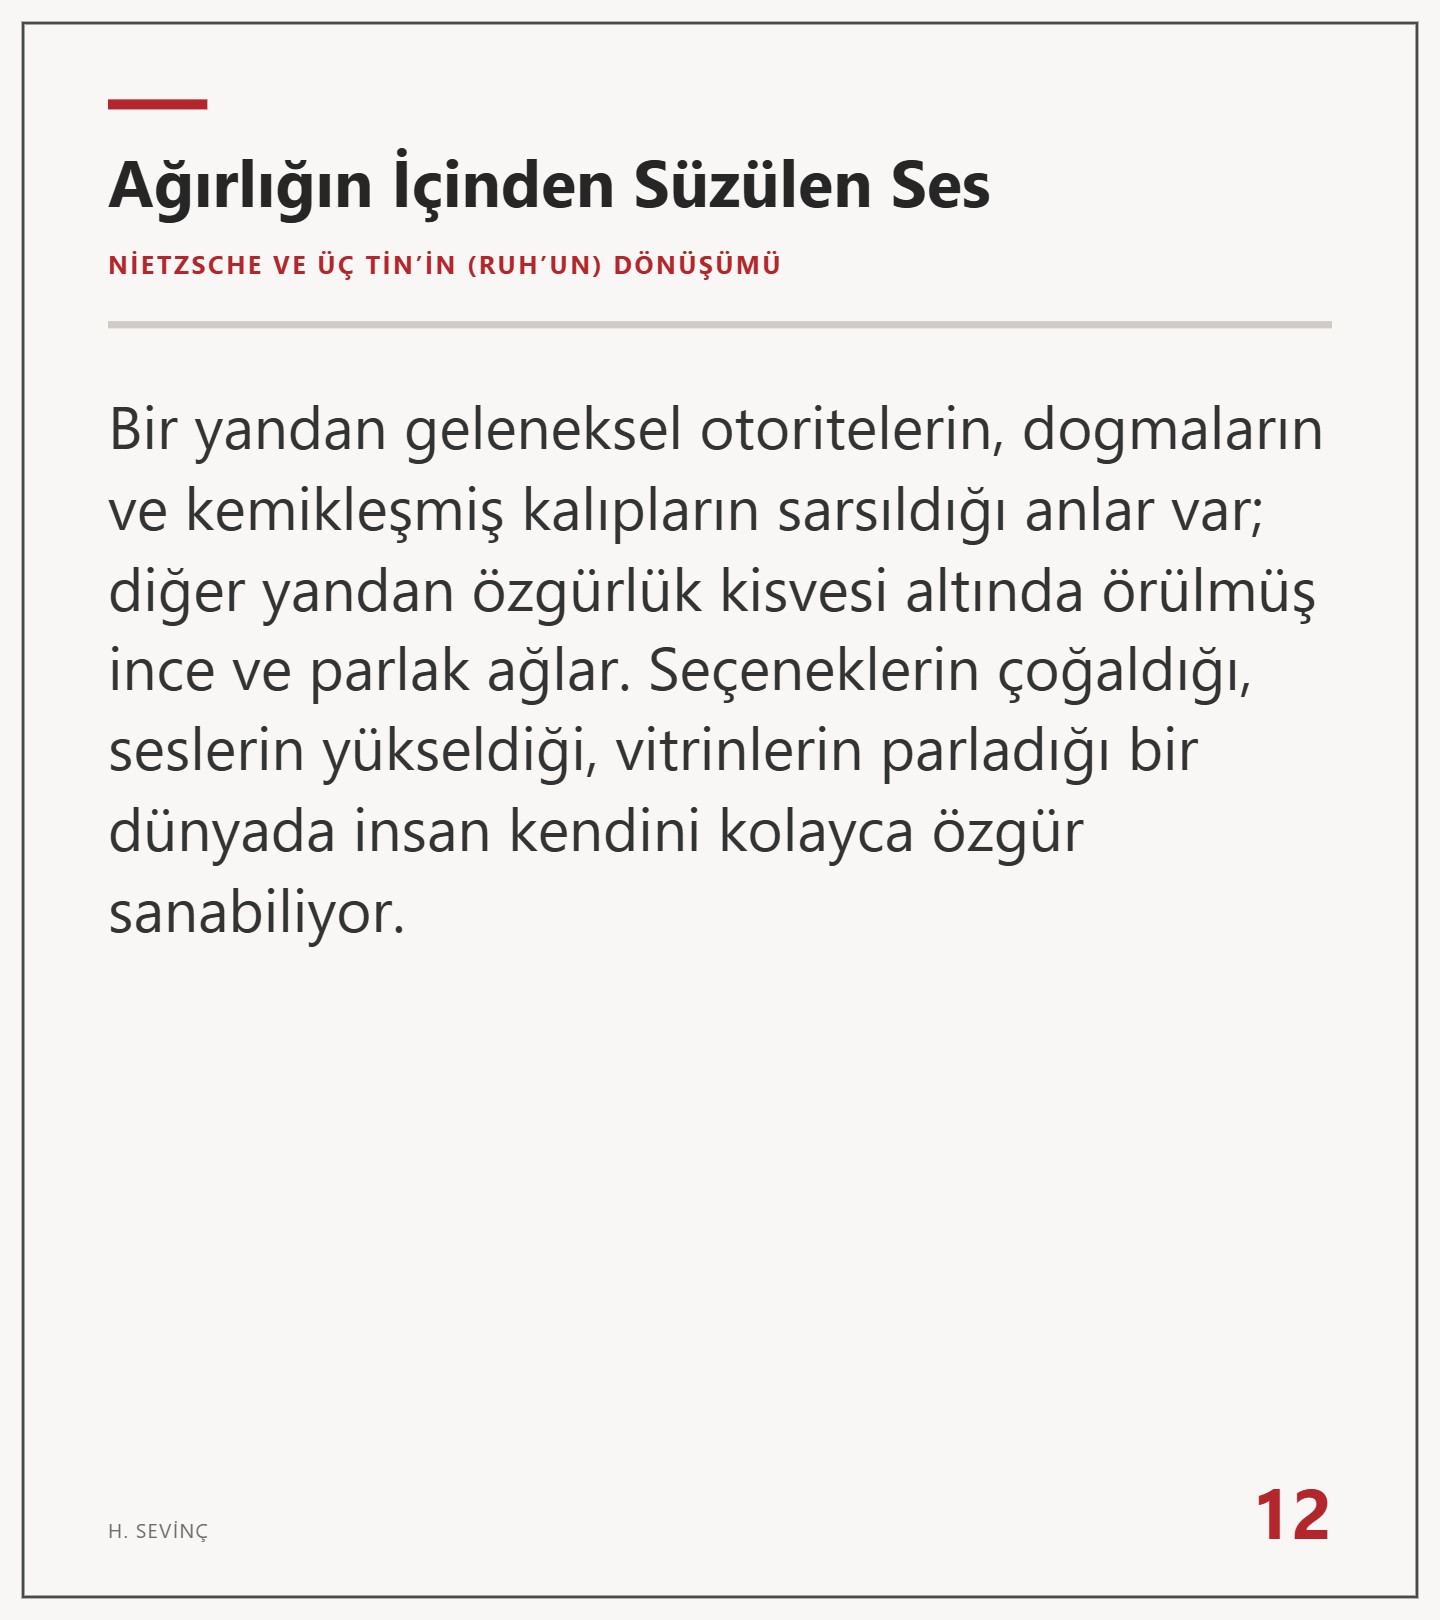 Ağırlığın İçinden Süzülen Ses
NİETZSCHE VE ÜÇ TİN’İN (RUH’UN) DÖNÜŞÜMÜ
Bir yandan geleneksel otoritelerin, dogmaların
ve kemikleşmiş kalıpların sarsıldığı anlar var;
diğer yandan özgürlük kisvesi altında örülmüş
ince ve parlak ağlar. Seçeneklerin çoğaldığı,
seslerin yükseldiği, vitrinlerin parladığı bir
dünyada insan kendini kolayca özgür
sanabiliyor.
H. SEVİNÇ
12